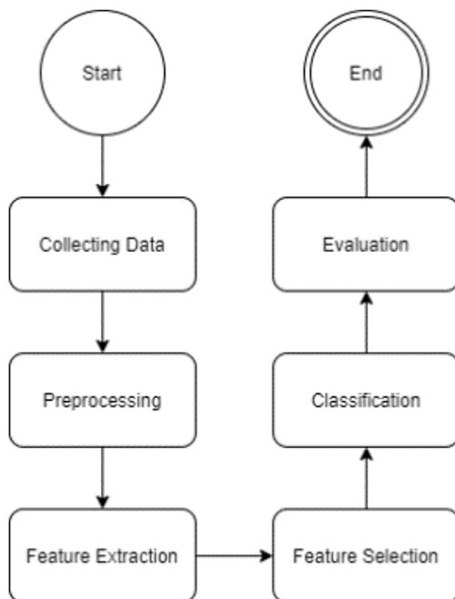 Start
Collecting Data
Preprocessing
Feature Extraction
Feature Selection
Classification
Evaluation
End